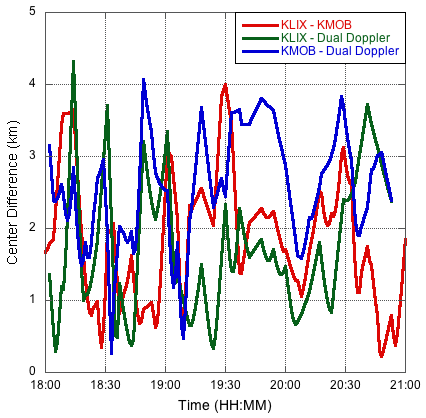 5
KLIX - KMOB
KLIX - Dual Doppler
KMOB - Dual Doppler
4
3
2
1
0
Center Difference (km)
18:00 18:30 19:00 19:30 20:00 20:30 21:00
Time (HH:MM)